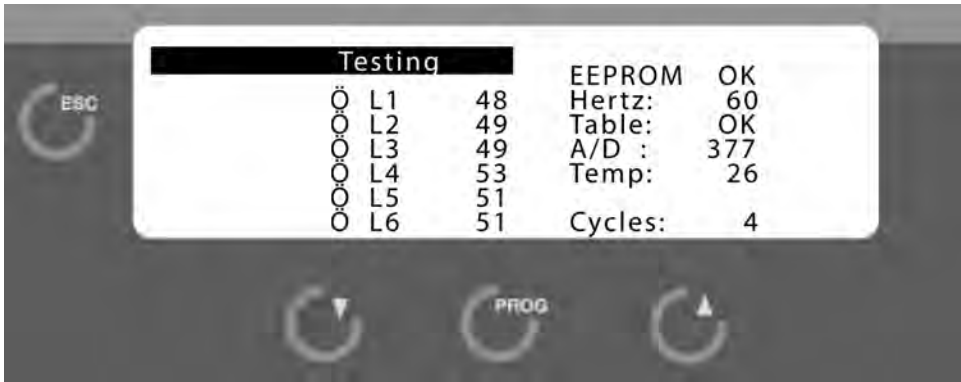 Testing
Ö L1 48
Ö L2 49
Ö L3 49
Ö L4 53
Ö L5 51
Ö L6 51
EEPROM OK
Hertz: 60
Table: OK
A/D : 377
Temp: 26
Cycles: 4
ESC
PROG